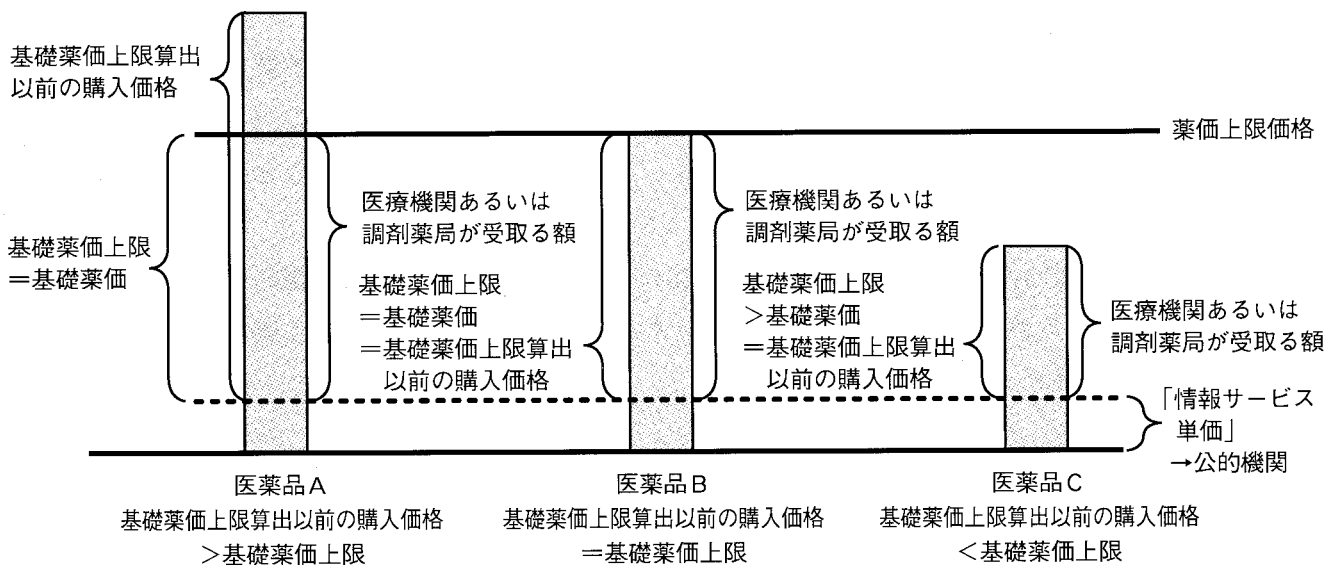 基礎薬価上限算出
以前の購入価格
薬価上限価格
基礎薬価上限
＝基礎薬価
医療機関あるいは
調剤薬局が受取る額
基礎薬価上限
＝基礎薬価
＝基礎薬価上限算出
以前の購入価格
医療機関あるいは
調剤薬局が受取る額
基礎薬価上限
＞基礎薬価
＝基礎薬価上限算出
以前の購入価格
医療機関あるいは
調剤薬局が受取る額
「情報サービス
単価」
→公的機関
医薬品A
基礎薬価上限算出以前の購入価格
＞基礎薬価上限
医薬品B
基礎薬価上限算出以前の購入価格
＝基礎薬価上限
医薬品C
基礎薬価上限算出以前の購入価格
＜基礎薬価上限